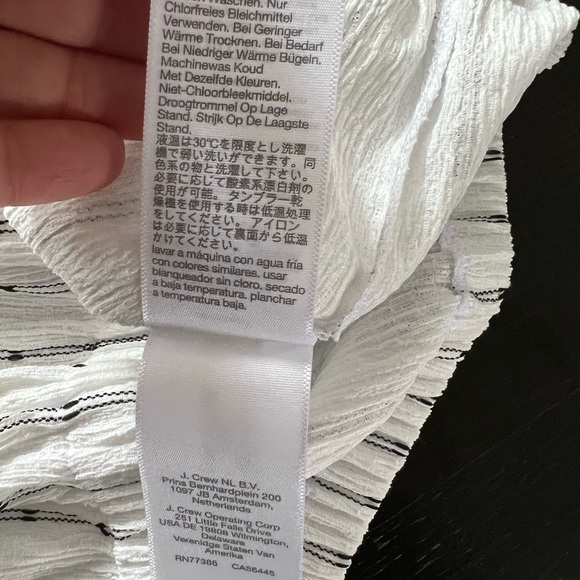 Waschen. Nur
Chlorfreies Bleichmittel
Verwenden. Bei Geringer
Wärme Trocknen. Bei Bedarf
Bei Niedriger Wärme Bügeln.
Machinewas Koud
Met Dezelfde Kleuren.
Niet-Chloorbleekmiddel.
Droogtrommel Op Lage
Stand. Strijk Op De Laagste
Stand.
液温は30℃を限度とし洗濯
機で弱い洗いができます。同
色系の物と洗濯して下さい。
必要に応じて酸素系漂白剤の
使用が可能。タンブラー乾
燥機を使用する時は低温処理
をしてください。アイロン
は必要に応じて裏面から低温
かけてください。
lavar a máquina con agua fría
con colores similares. usar
blanqueador sin cloro. secado
a baja temperatura. planchar
a temperatura baja.
J. Crew NL B.V.
Prins Bernhardplein 200
1097 JB Amsterdam,
Netherlands
J. Crew Operating Corp
251 Little Falls Drive
USA DE 19808 Wilmington,
Delaware
Verenidge Staten Van
Amerika
RN77388 CA56445